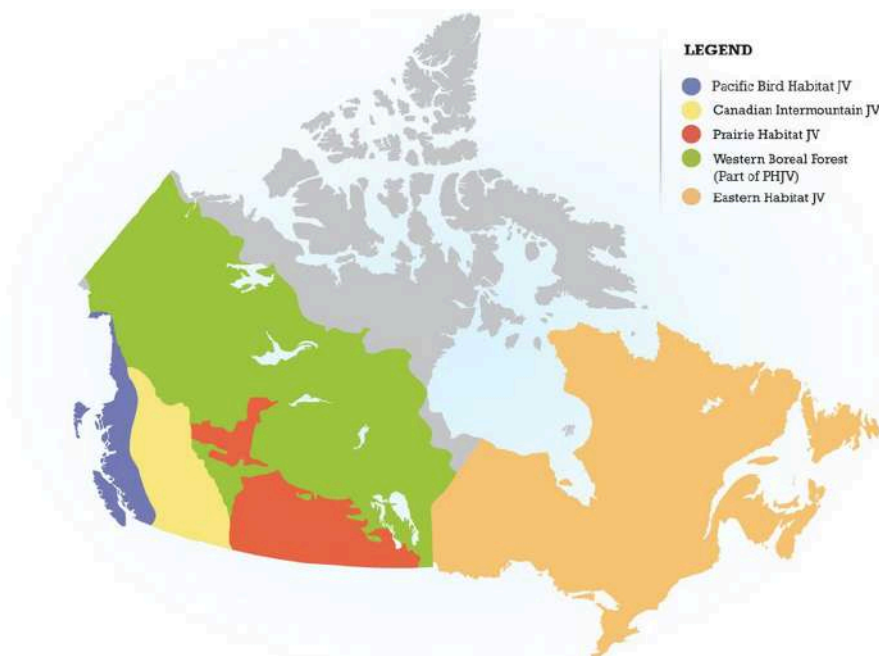 LEGEND
Pacific Bird Habitat JV
Canadian Intermountain JV
Prairie Habitat JV
Western Boreal Forest
(Part of PHJV)
Eastern Habitat JV